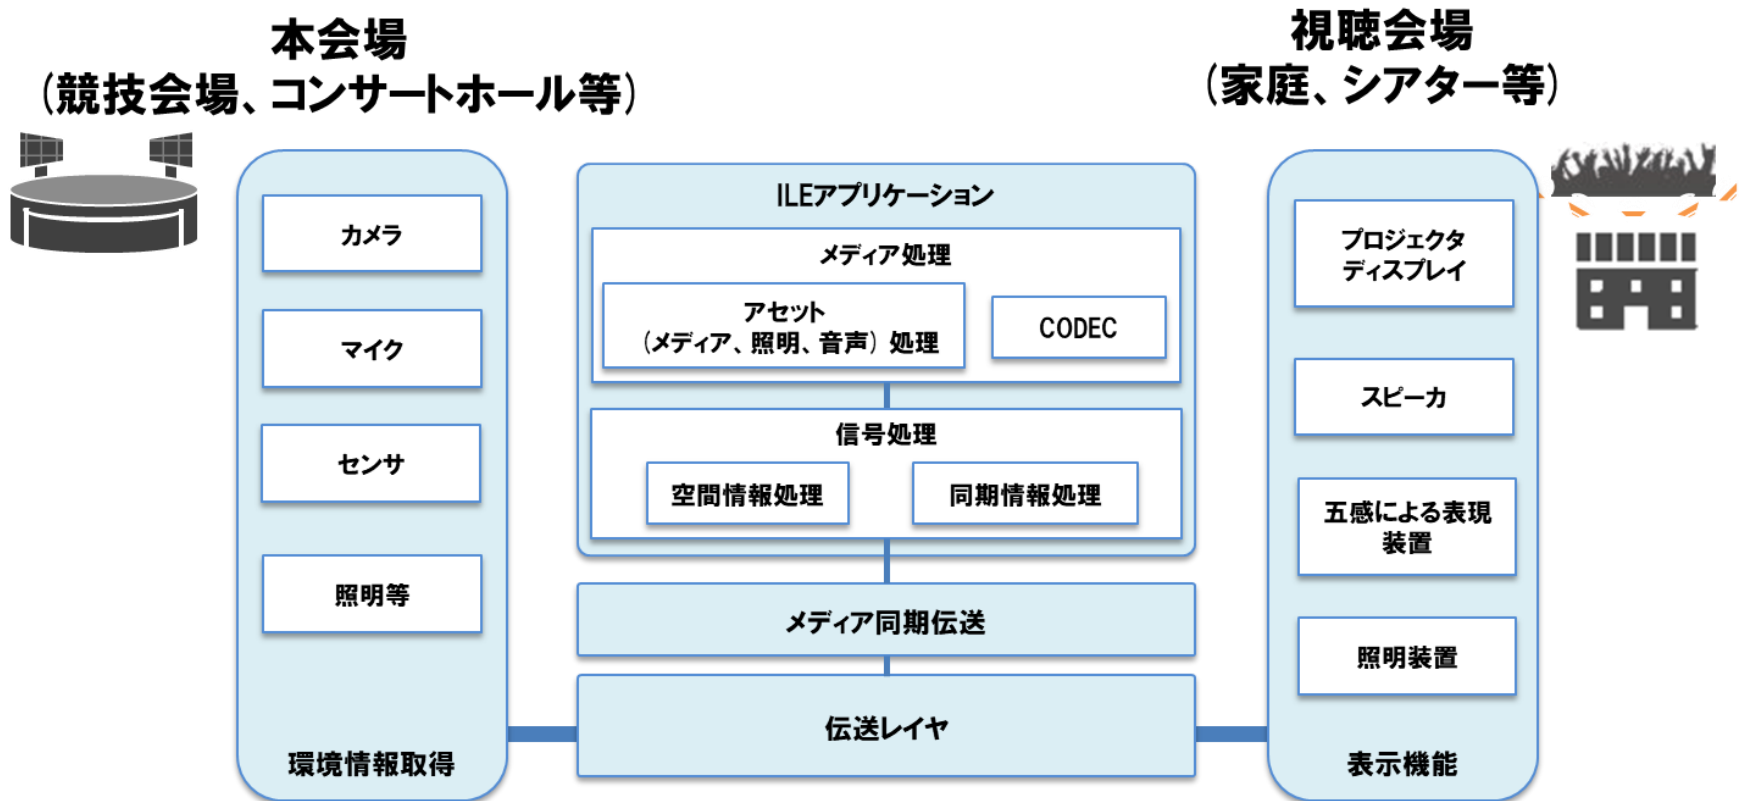 本会場
(競技会場、コンサートホール等)
視聴会場
(家庭、シアター等)
カメラ
マイク
センサ
照明等
環境情報取得
ILEアプリケーション
メディア処理
アセット
(メディア、照明、音声)処理
CODEC
信号処理
空間情報処理
同期情報処理
メディア同期伝送
伝送レイヤ
プロジェクタ
ディスプレイ
スピーカ
五感による表現
装置
照明装置
表示機能